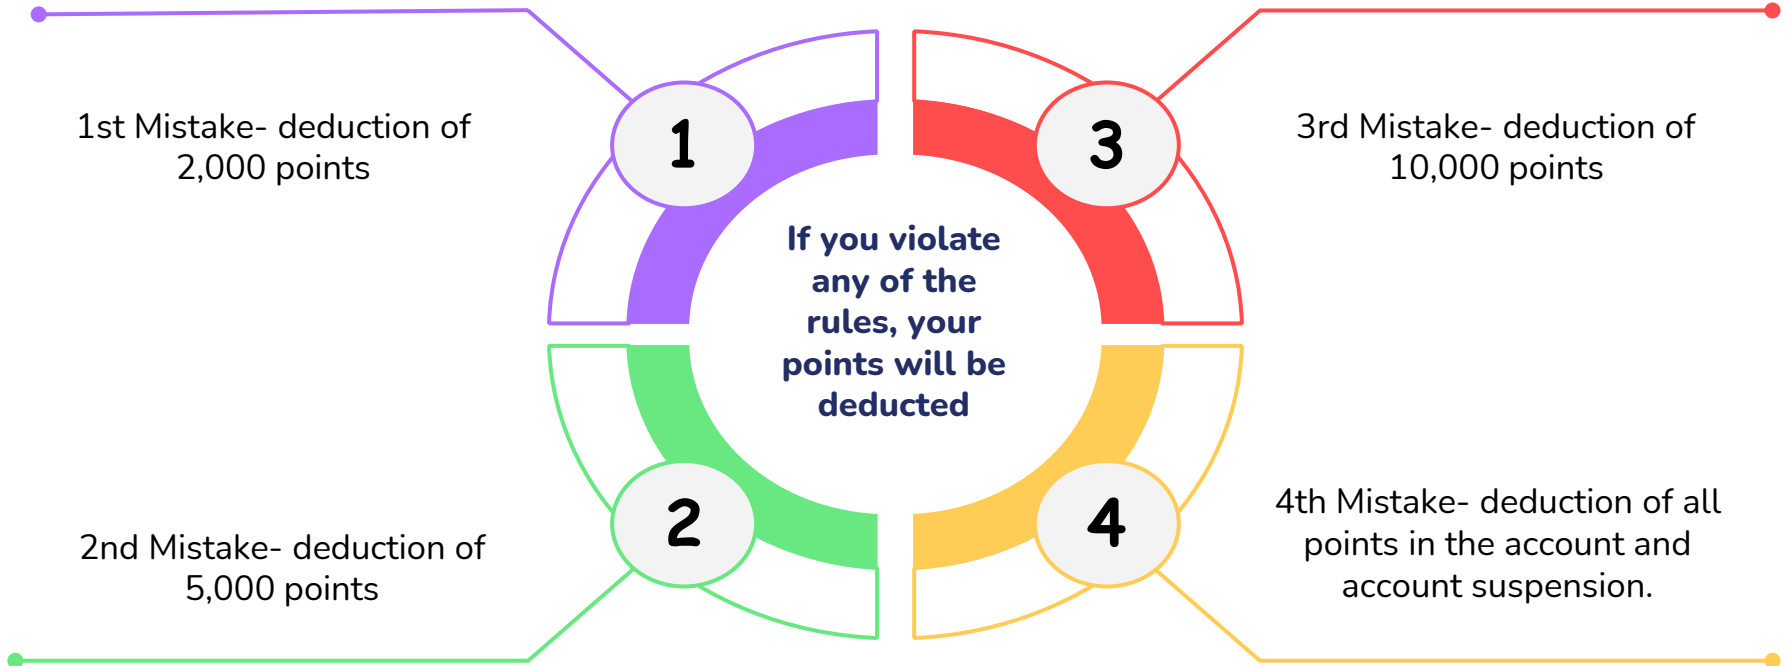 1
1st Mistake- deduction of
2,000 points
2
2nd Mistake- deduction of
5,000 points
If you violate
any of the
rules, your
points will be
deducted
3
3rd Mistake- deduction of
10,000 points
4
4th Mistake- deduction of all
points in the account and
account suspension.